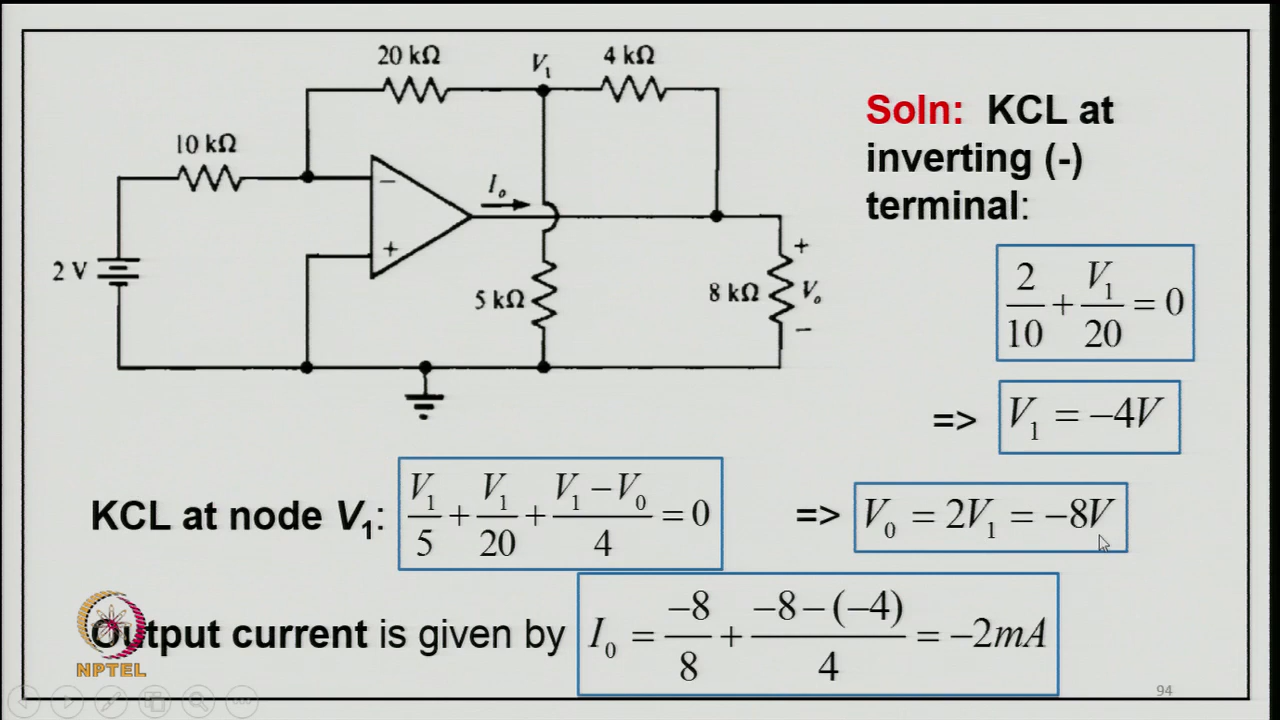 20 kΩ
V₁
4 kΩ
10 kΩ
I₀
−
+
2 V
5 kΩ
8 kΩ
+
V₀
−
Soln: KCL at
inverting (-)
terminal:
2/10 + V₁/20 = 0
=> V₁ = −4V
KCL at node V₁: V₁/5 + V₁/20 + (V₁ − V₀)/4 = 0 => V₀ = 2V₁ = −8V
Output current is given by I₀ = −8/8 + (−8−(−4))/4 = −2mA
NPTEL
94